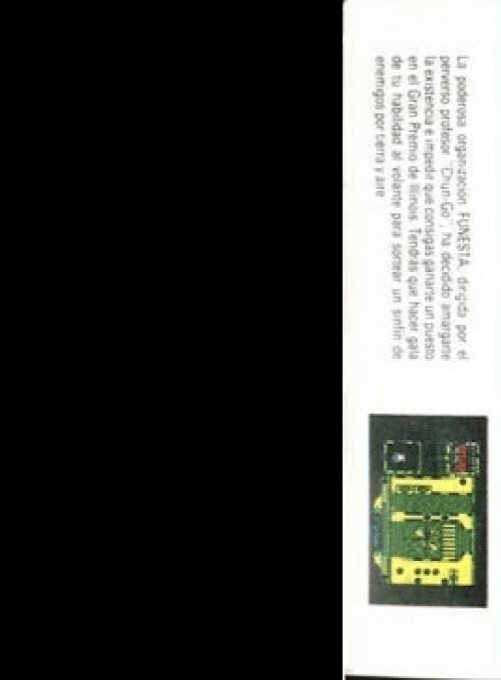 La poderosa organización FUNESTA, dirigida por el
perverso profesor "Chun-Go", ha decidido amargarte
la existencia e impedir que consigas ganarte un puesto
en el Gran Premio de Illinois. Tendrás que hacer gala
de tu habilidad al volante para sortear un sinfín de
enemigos por tierra y aire.